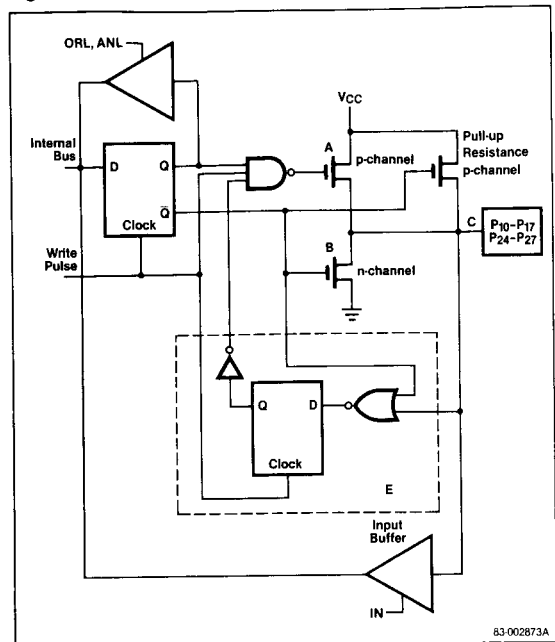 ORL, ANL
Internal
Bus
D
Q
Q̅
Clock
Write
Pulse
VCC
A
p-channel
Pull-up
Resistance
p-channel
C
P10–P17
P24–P27
B
n-channel
Q
D
Clock
E
Input
Buffer
IN
83-002873A